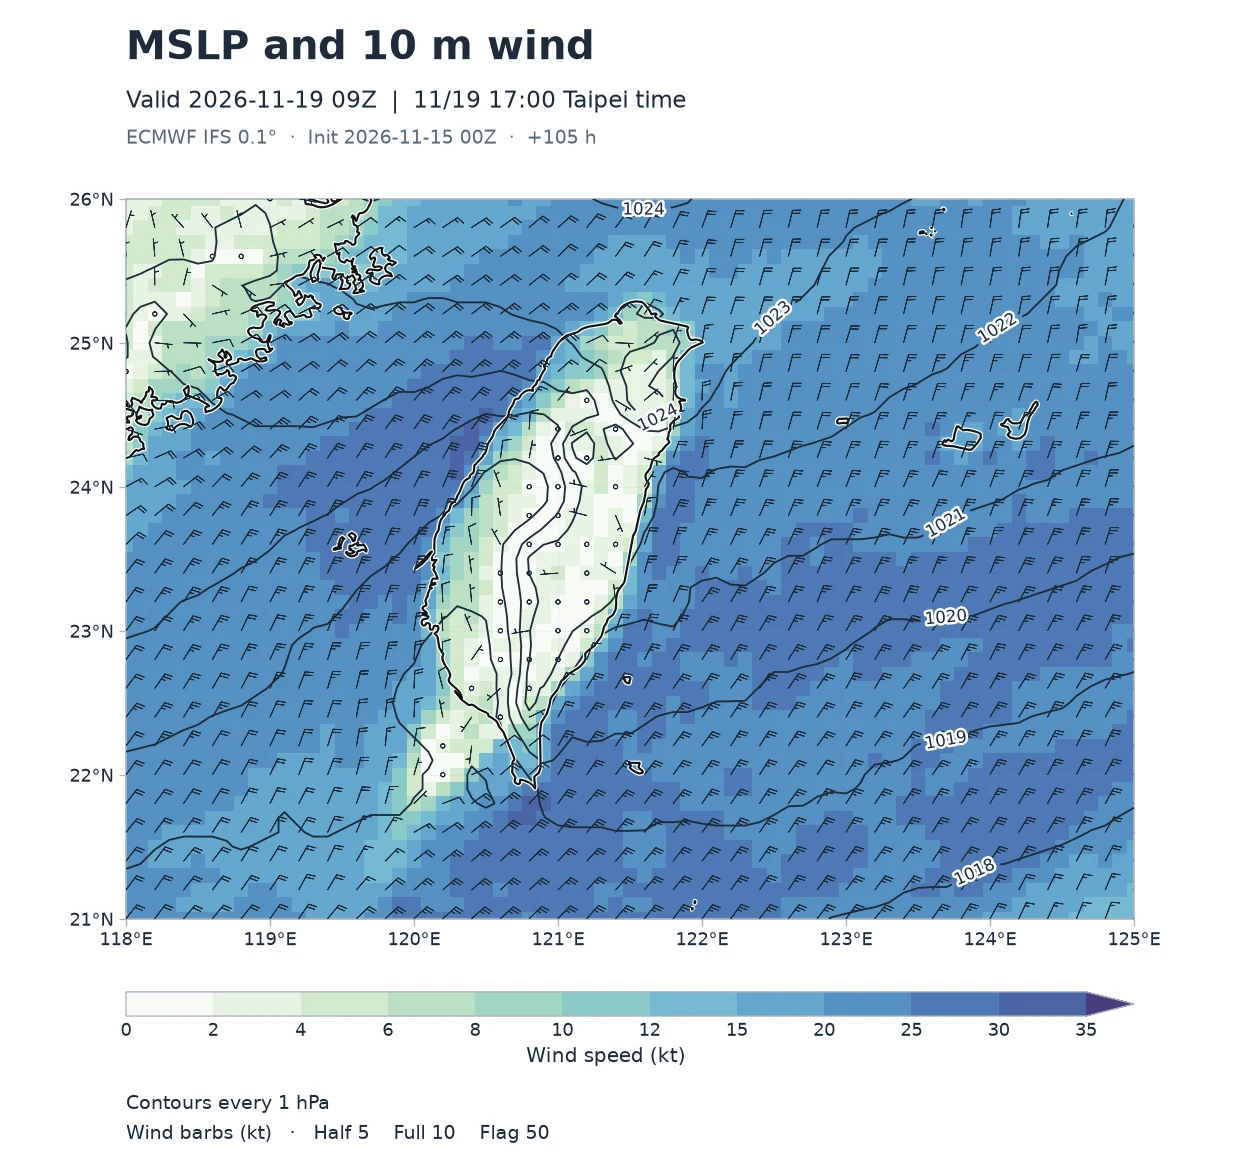 MSLP and 10 m wind
Valid 2026-11-19 09Z | 11/19 17:00 Taipei time
ECMWF IFS 0.1° · Init 2026-11-15 00Z · +105 h
26°N
25°N
24°N
23°N
22°N
21°N
1024
1023
1022
1024
1021
1020
1019
1018
118°E 119°E 120°E 121°E 122°E 123°E 124°E 125°E
0 2 4 6 8 10 12 15 20 25 30 35
Wind speed (kt)
Contours every 1 hPa
Wind barbs (kt) · Half 5 Full 10 Flag 50